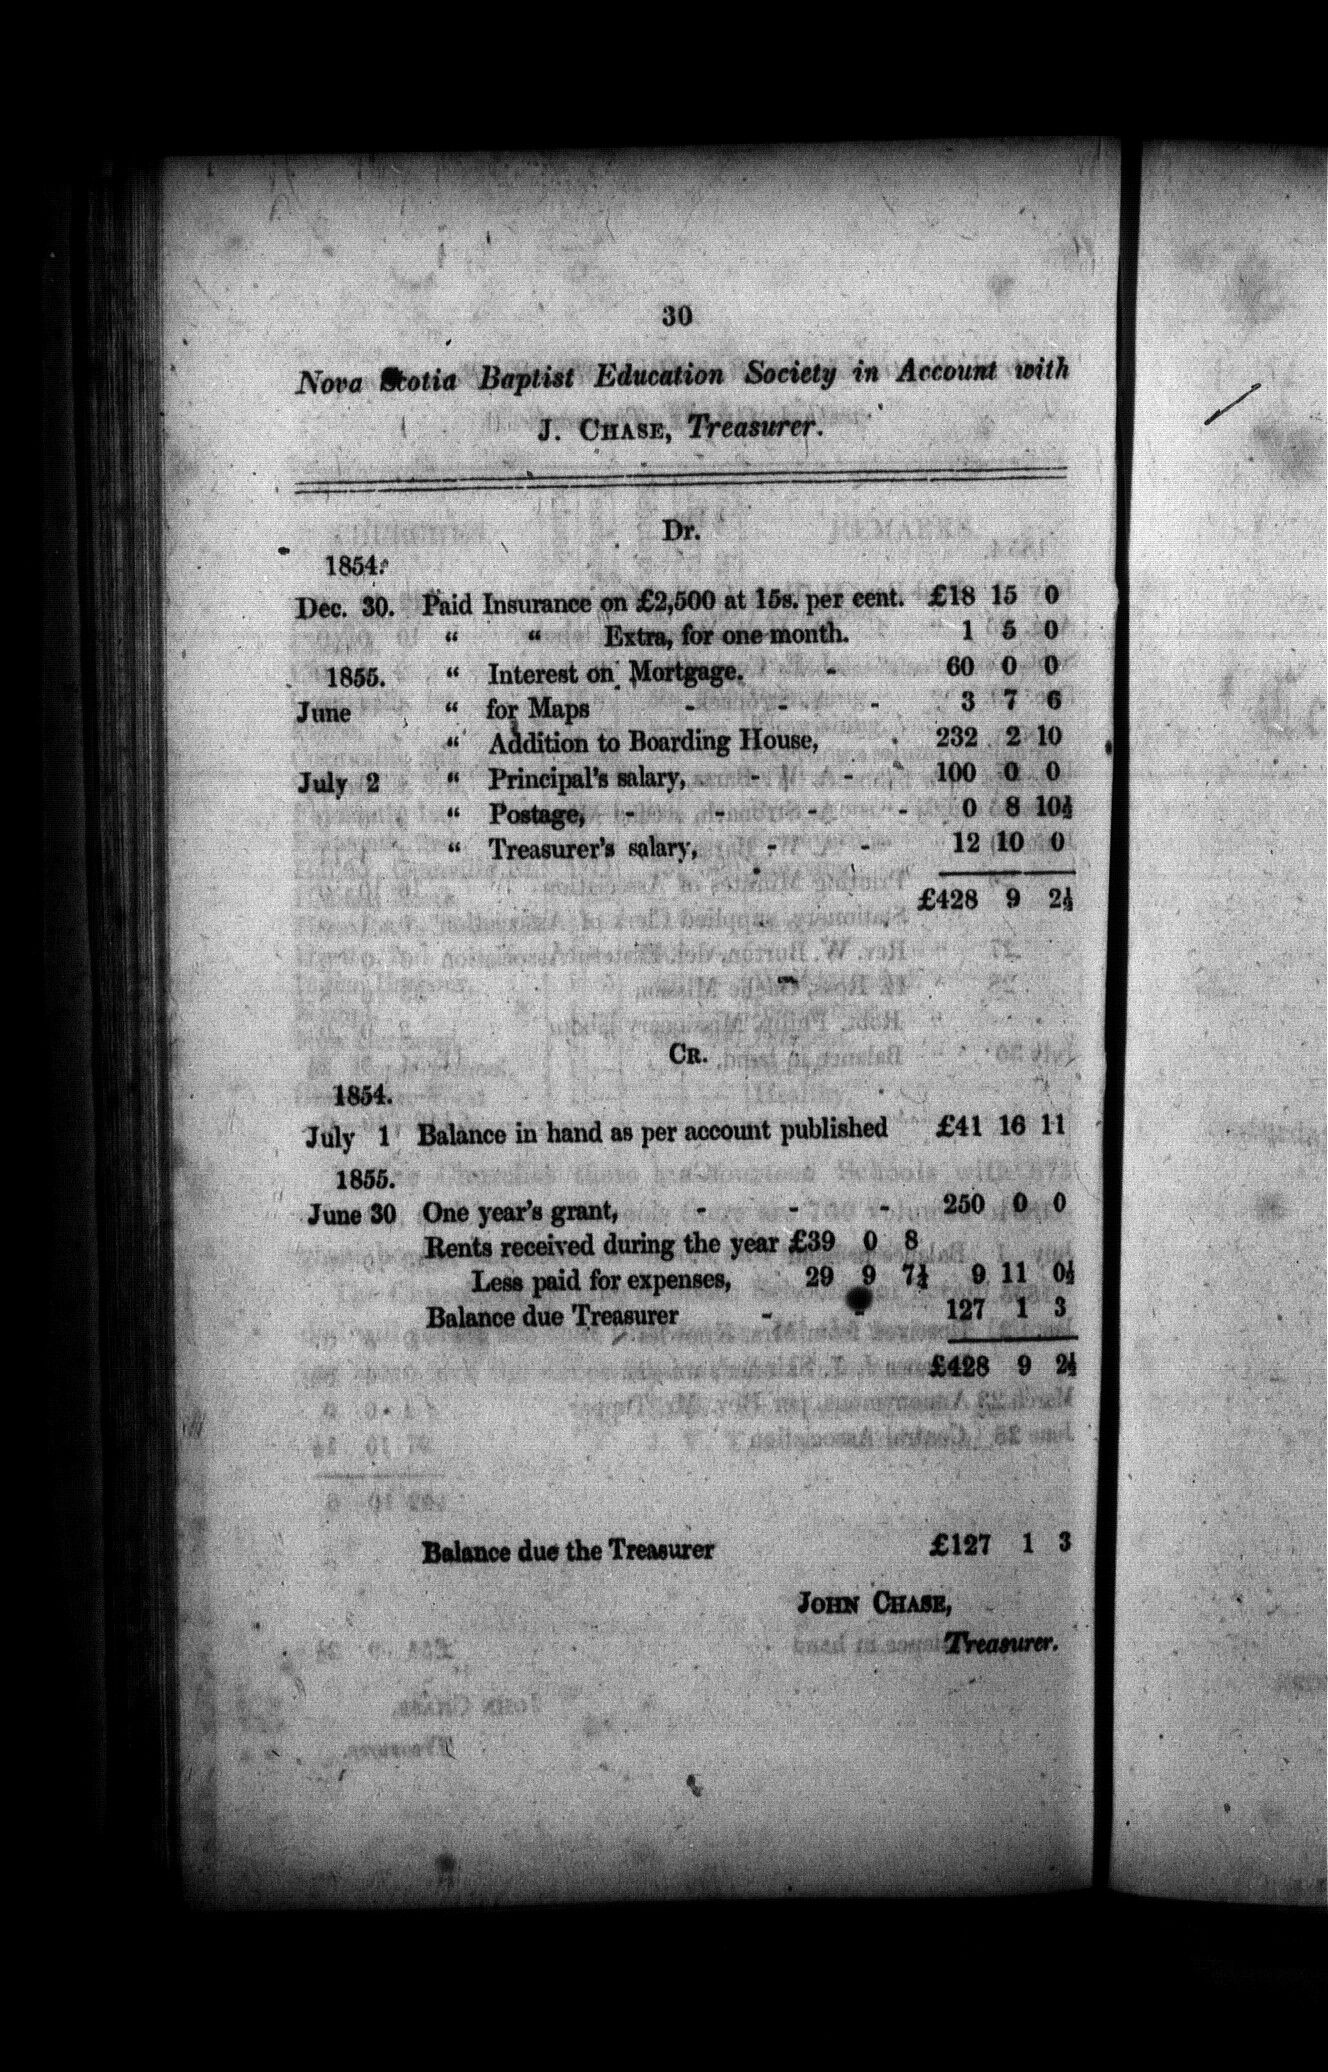 30
Nova Scotia Baptist Education Society in Account with
J. CHASE, Treasurer.
Dr.
1854.
Dec. 30. Paid Insurance on £2,500 at 15s. per cent. £18 15 0
“ “ Extra, for one month. 1 5 0
1855. “ Interest on Mortgage. - 60 0 0
June “ for Maps - - - 3 7 6
“ Addition to Boarding House, 232 2 10
July 2 “ Principal's salary, - - 100 0 0
“ Postage, - - - - 0 8 10½
“ Treasurer's salary, - - 12 10 0
£428 9 2½
CR.
1854.
July 1 Balance in hand as per account published £41 16 11
1855.
June 30 One year's grant, - - - 250 0 0
Rents received during the year £39 0 8
Less paid for expenses, 29 9 7½ 9 11 0½
Balance due Treasurer - - 127 1 3
£428 9 2½
Balance due the Treasurer £127 1 3
JOHN CHASE,
Treasurer.